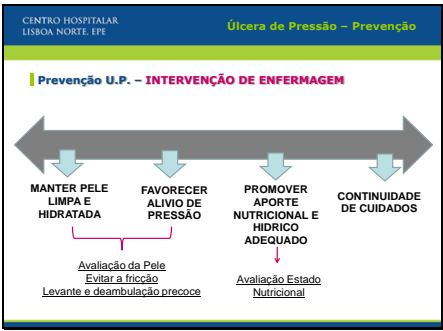 CENTRO HOSPITALAR
LISBOA NORTE, EPE
Úlcera de Pressão – Prevenção
Prevenção U.P. – INTERVENÇÃO DE ENFERMAGEM
MANTER PELE
LIMPA E
HIDRATADA
FAVORECER
ALIVIO DE
PRESSÃO
PROMOVER
APORTE
NUTRICIONAL E
HIDRICO
ADEQUADO
CONTINUIDADE
DE CUIDADOS
Avaliação da Pele
Evitar a fricção
Levante e deambulação precoce
Avaliação Estado
Nutricional